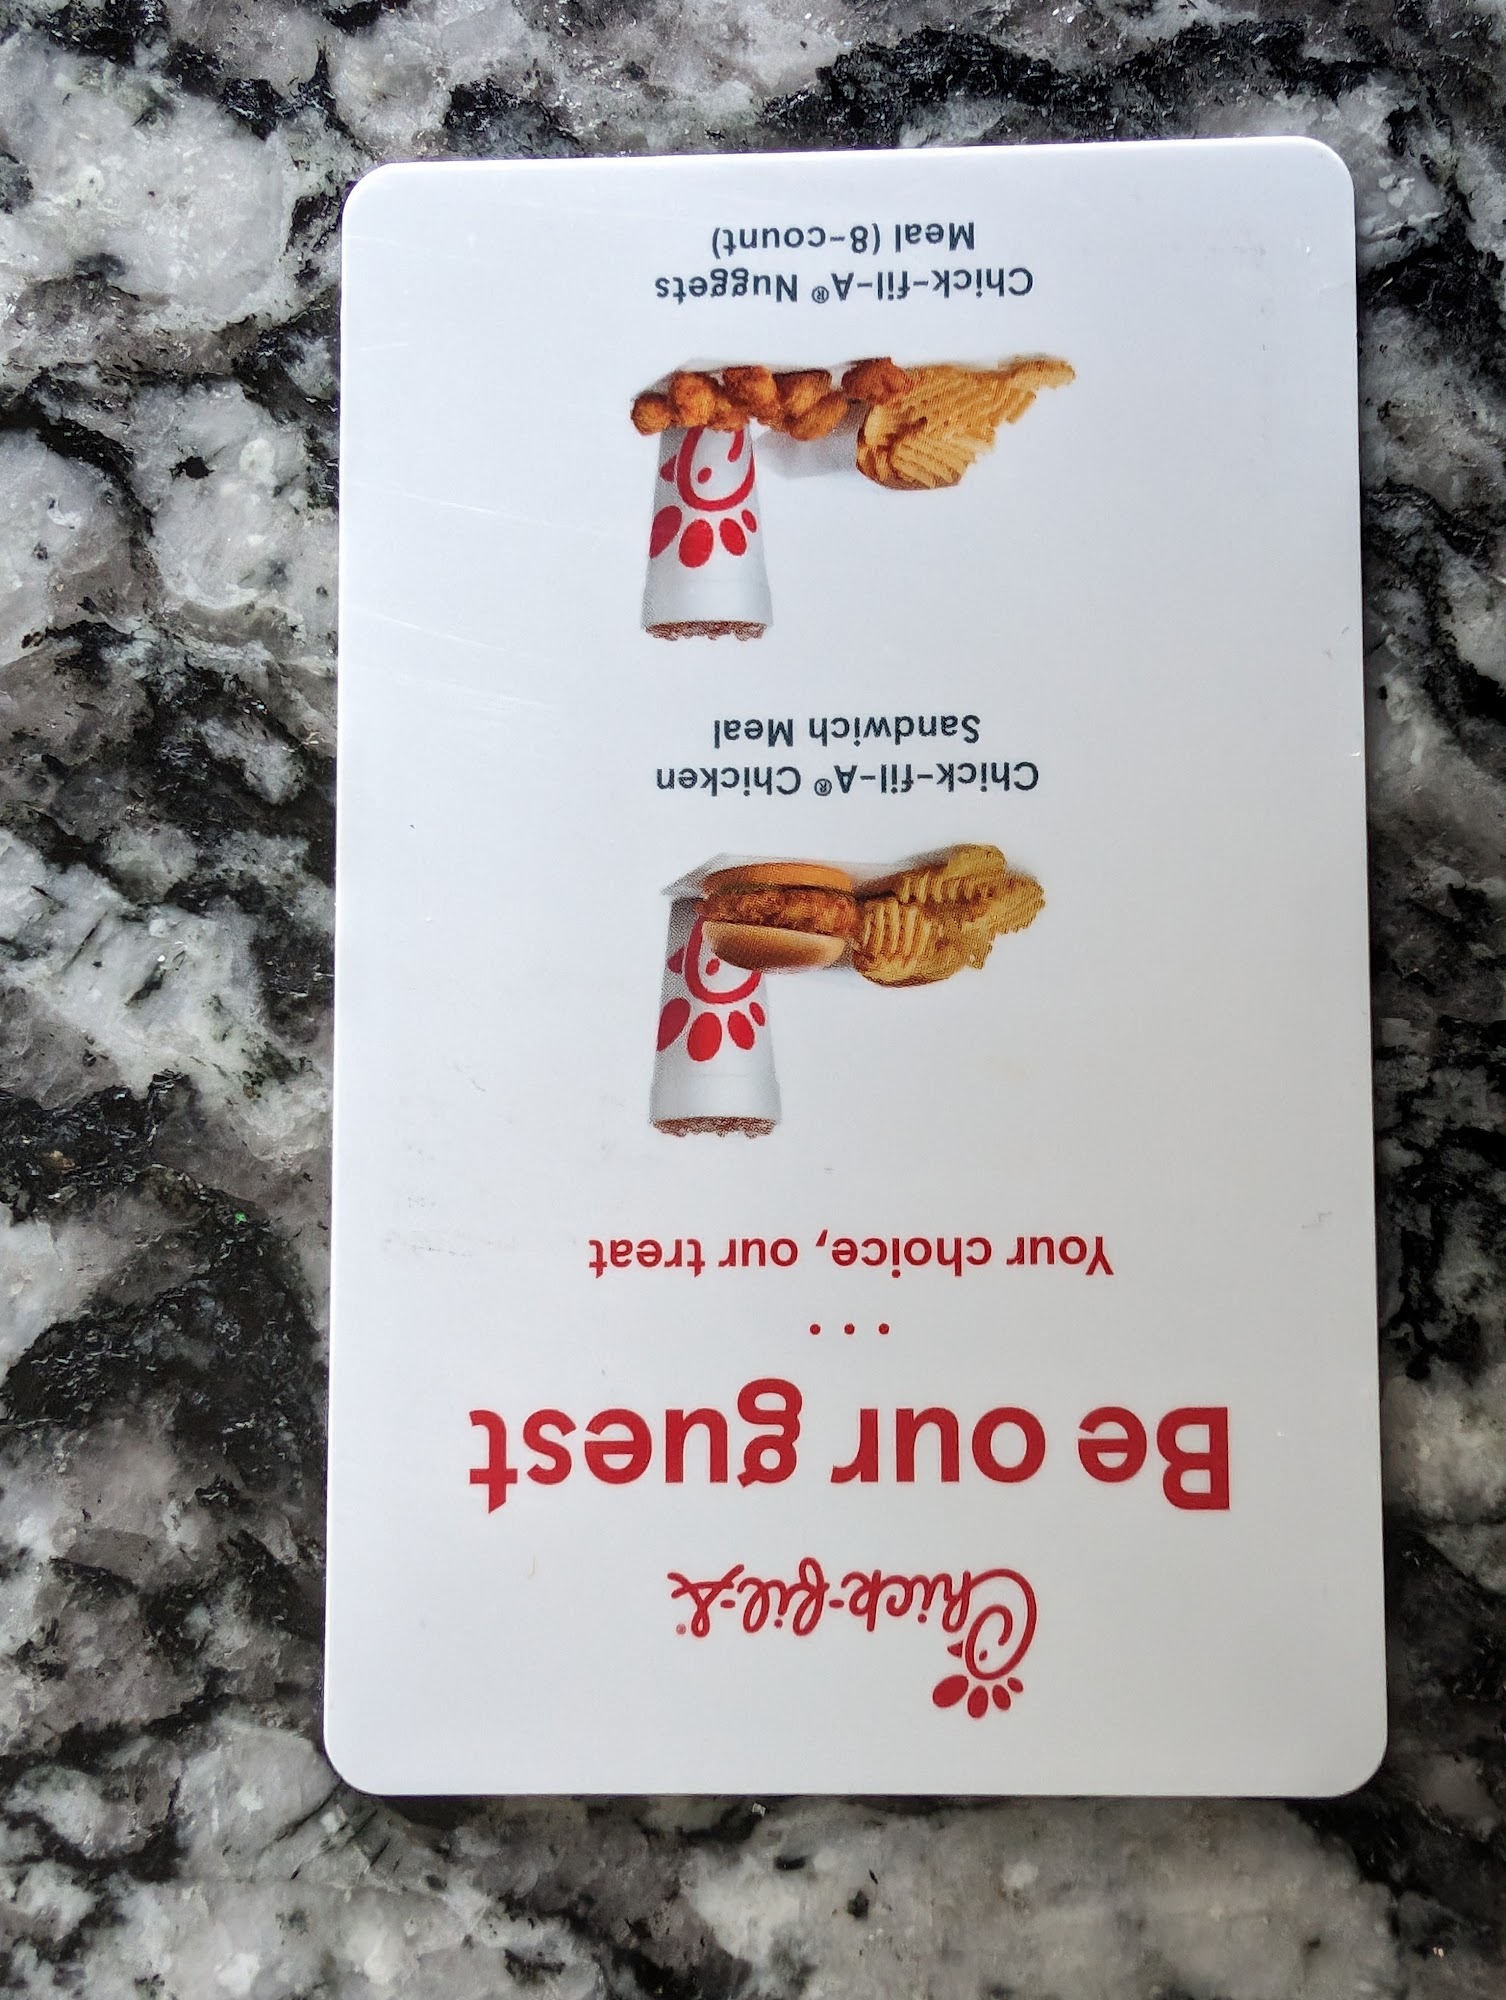 Chick-fil-A®
Be our guest
...
Your choice, our treat
Chick-fil-A® Chicken
Sandwich Meal
Chick-fil-A® Nuggets
Meal (8-count)